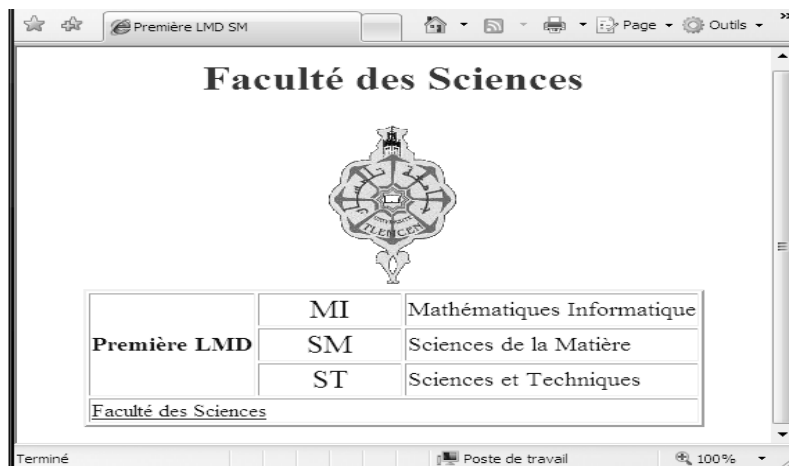 Première LMD SM
Page
Outils
»
Faculté des Sciences
UNIVERSITE
TLEMCEN
Première LMD
MI
Mathématiques Informatique
SM
Sciences de la Matière
ST
Sciences et Techniques
Faculté des Sciences
Terminé
Poste de travail
100%